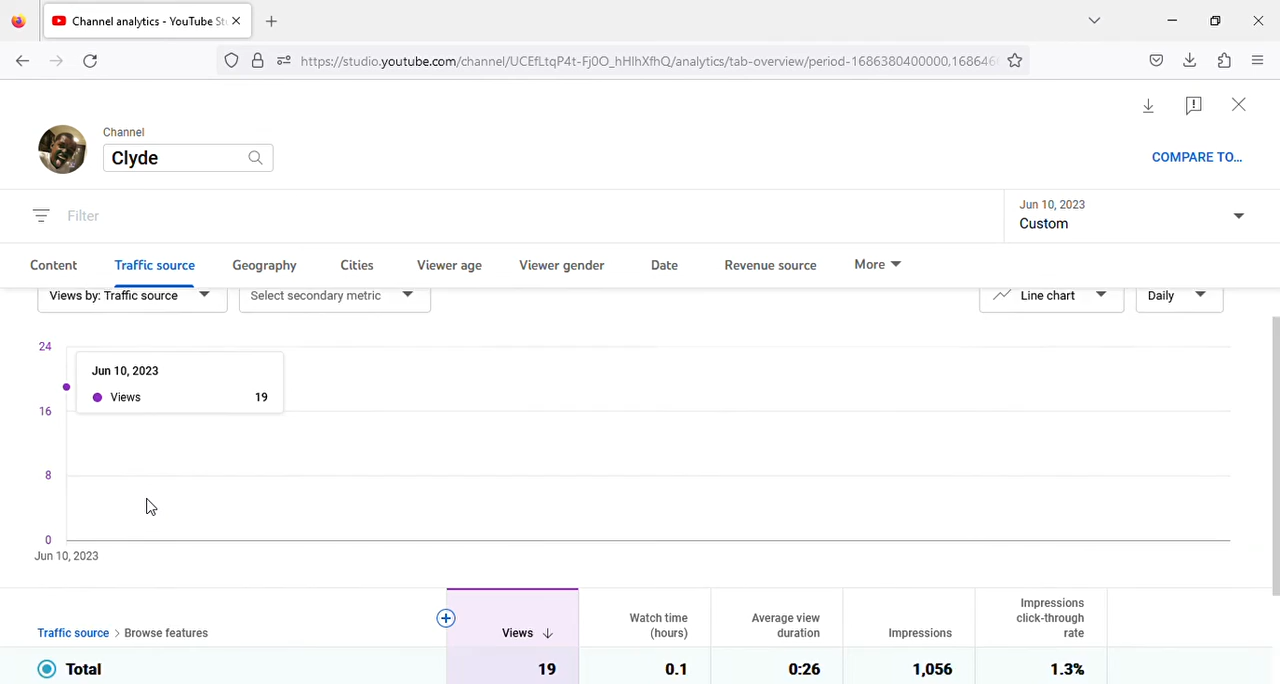 Channel analytics - YouTube St
https://studio.youtube.com/channel/UCEfLtqP4t-Fj0O_hHlhXfhQ/analytics/tab-overview/period-1686380400000,168646
Channel
Clyde
COMPARE TO...
Filter
Jun 10, 2023
Custom
Content
Traffic source
Geography
Cities
Viewer age
Viewer gender
Date
Revenue source
More
Views by: Traffic source
Select secondary metric
Line chart
Daily
24
Jun 10, 2023
Views 19
16
8
0
Jun 10, 2023
Traffic source > Browse features
Views
Watch time
(hours)
Average view
duration
Impressions
Impressions
click-through
rate
Total 19 0.1 0:26 1,056 1.3%